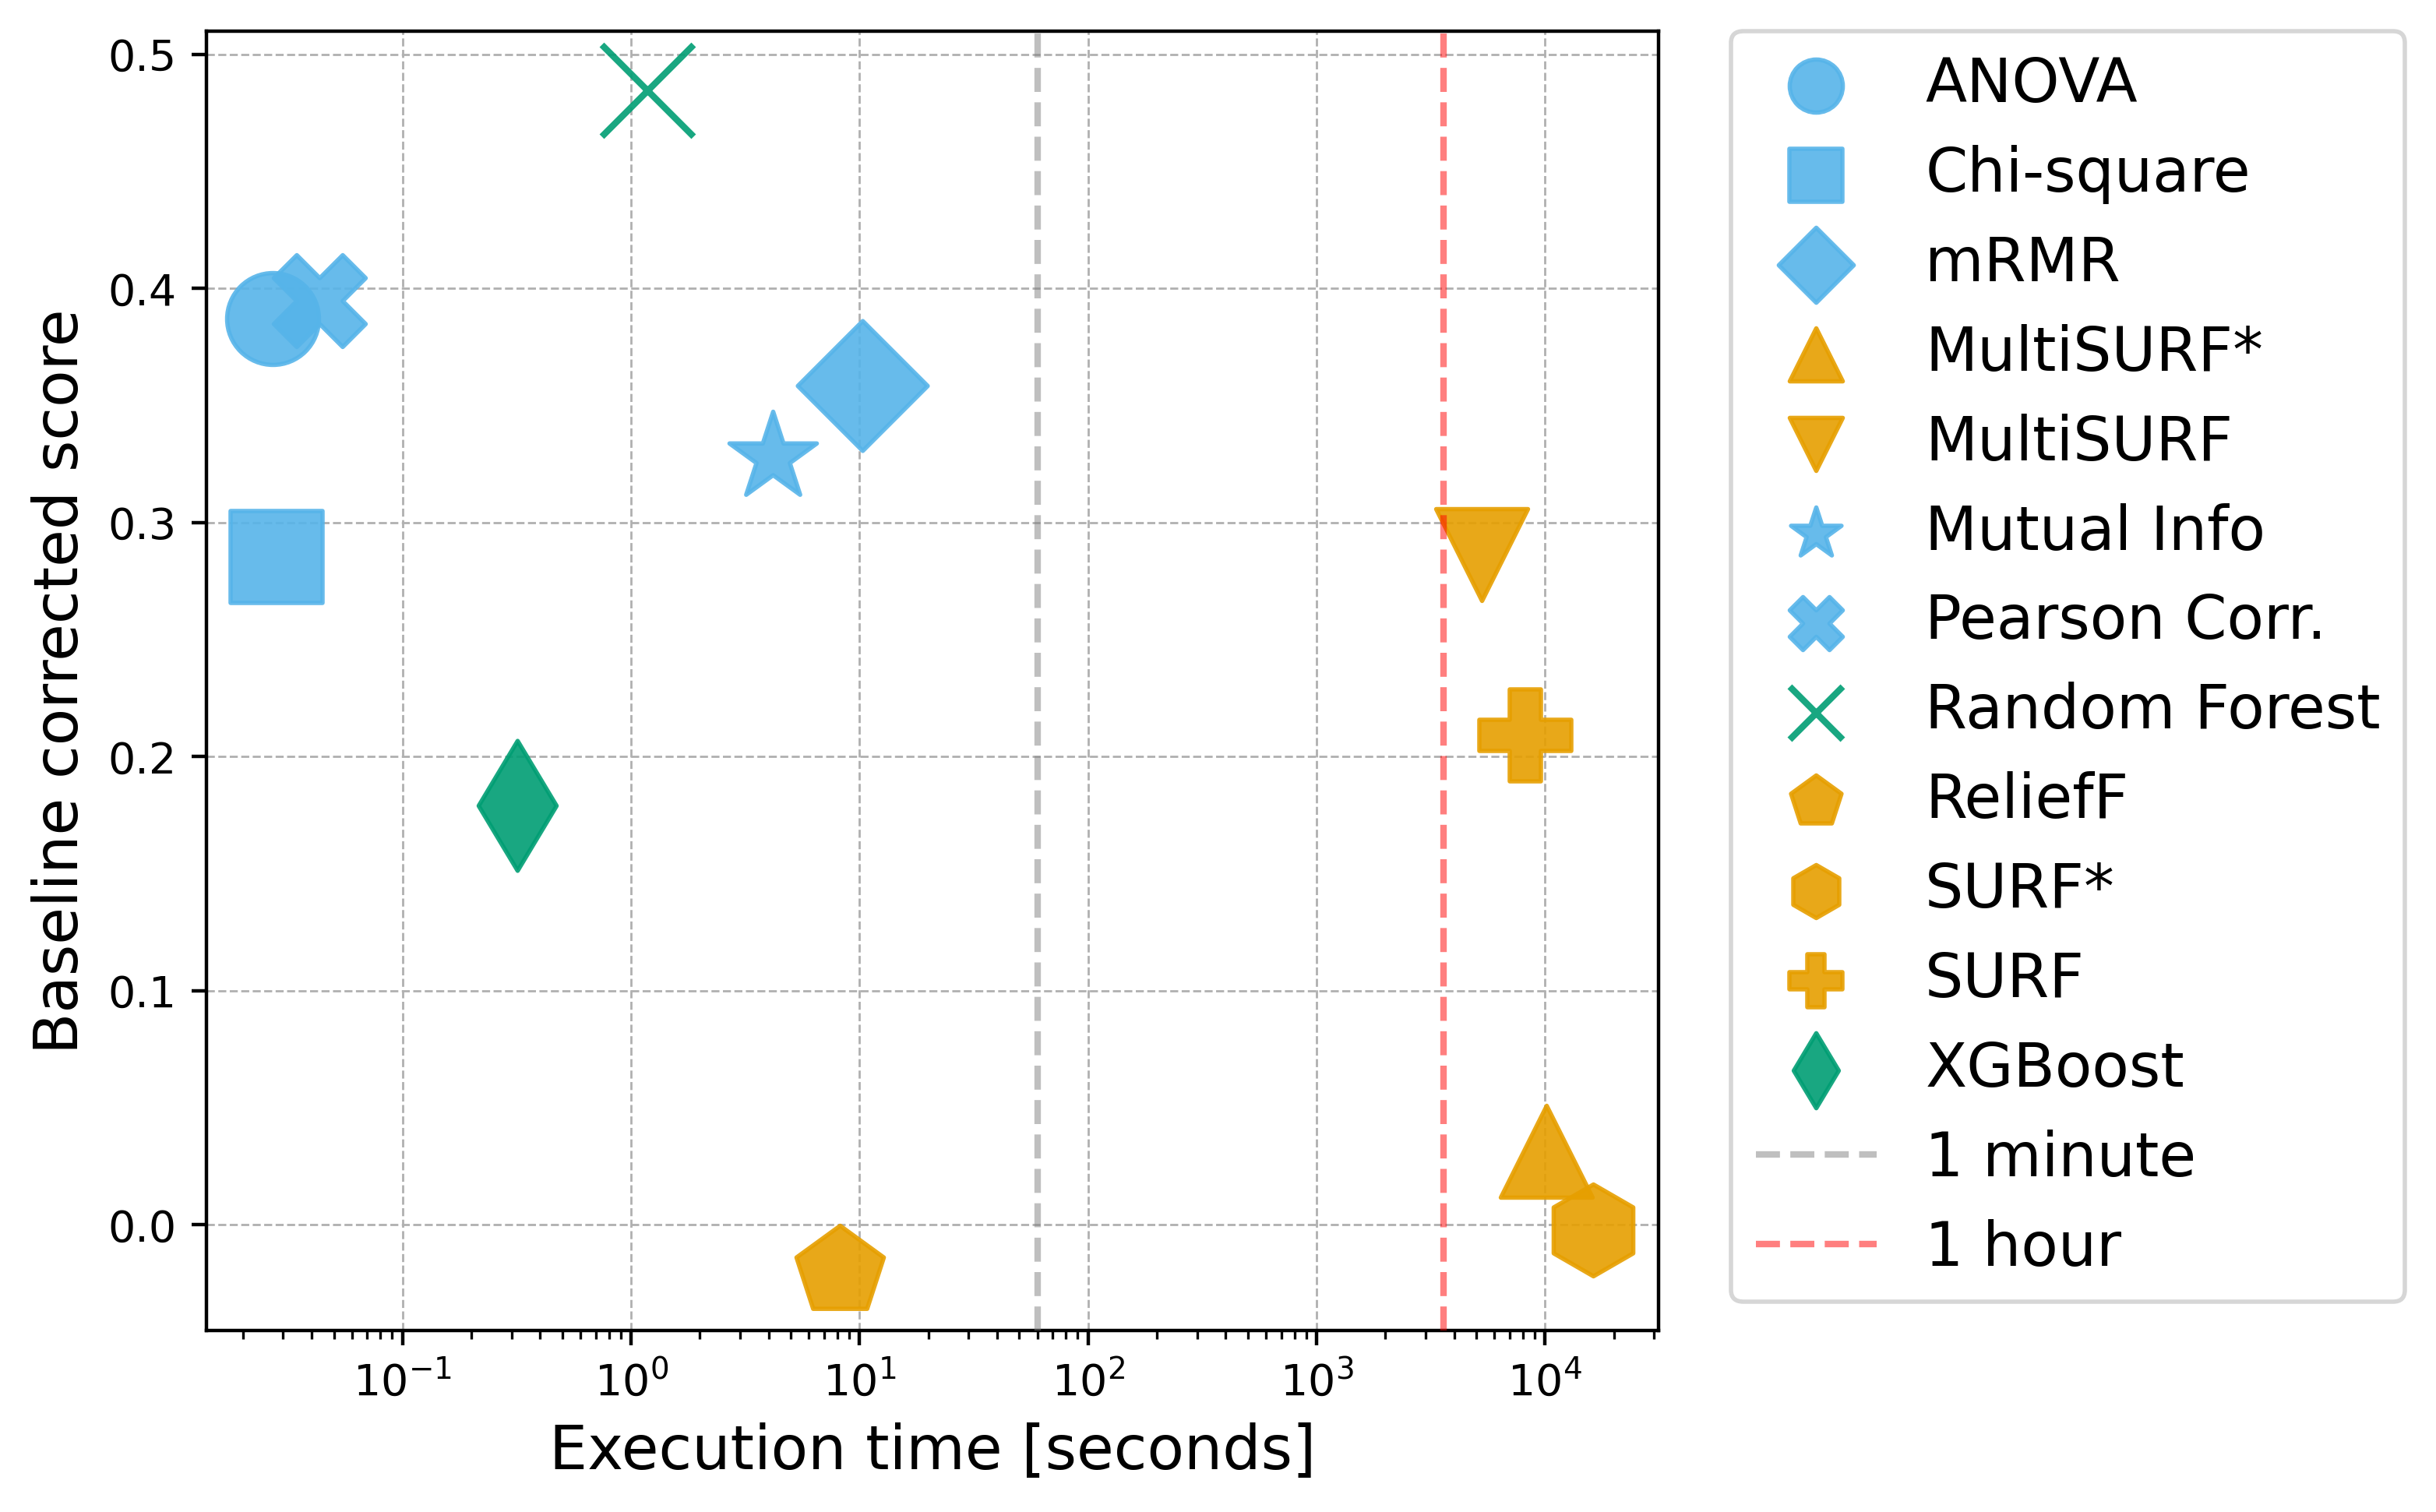 Baseline corrected score
0.5
0.4
0.3
0.2
0.1
0.0
10⁻¹
10⁰
10¹
10²
10³
10⁴
Execution time [seconds]
ANOVA
Chi-square
mRMR
MultiSURF*
MultiSURF
Mutual Info
Pearson Corr.
Random Forest
ReliefF
SURF*
SURF
XGBoost
1 minute
1 hour